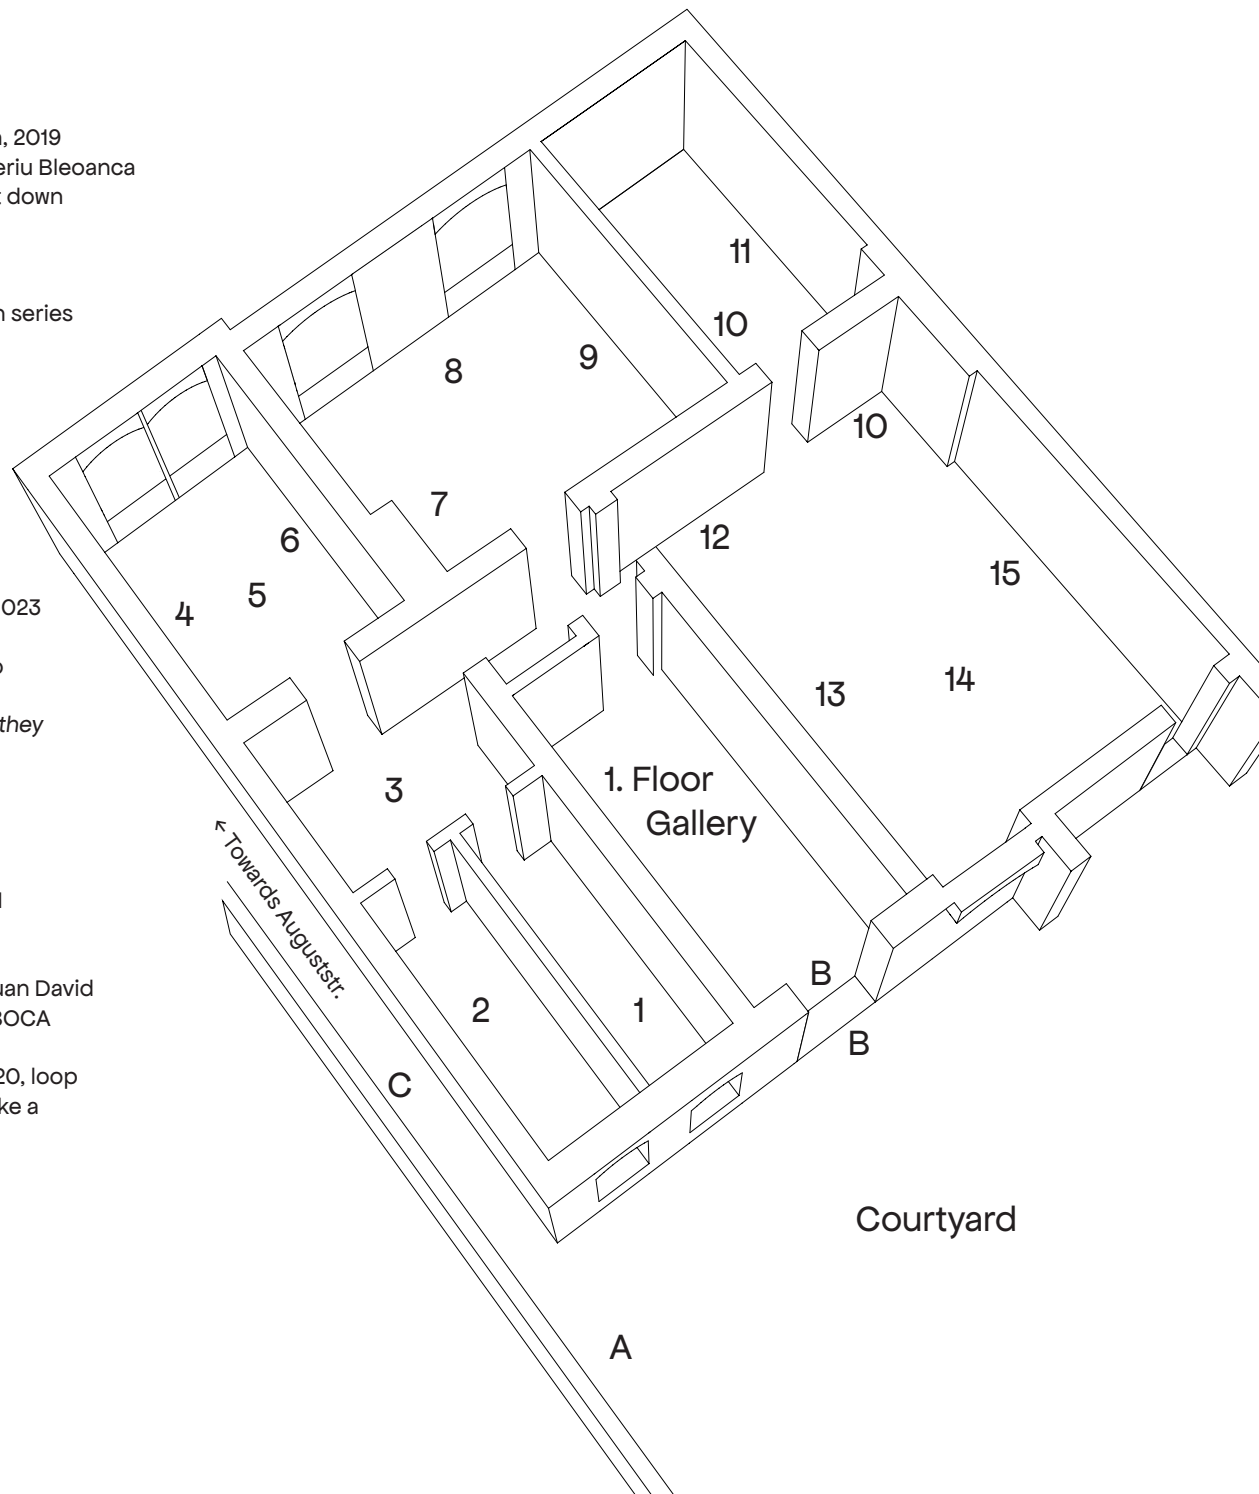 , 2019
eriu Bleoanca
t down
n series
023
they
uan David
BOCA
20, loop
ke a
11
10
9
8
10
7
12
6
15
5
4
14
13
3
1. Floor
Gallery
← Towards Auguststr.
B
2
1
B
C
Courtyard
A